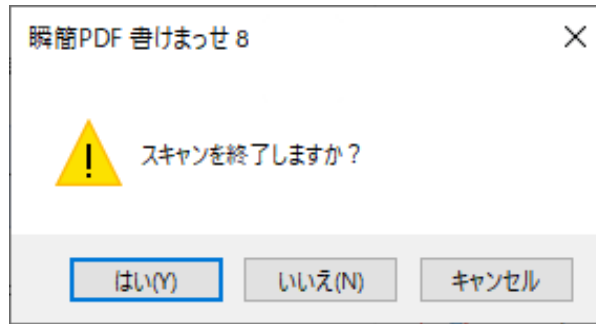 瞬簡PDF 書けまっせ 8
スキャンを終了しますか？
はい(Y)
いいえ(N)
キャンセル